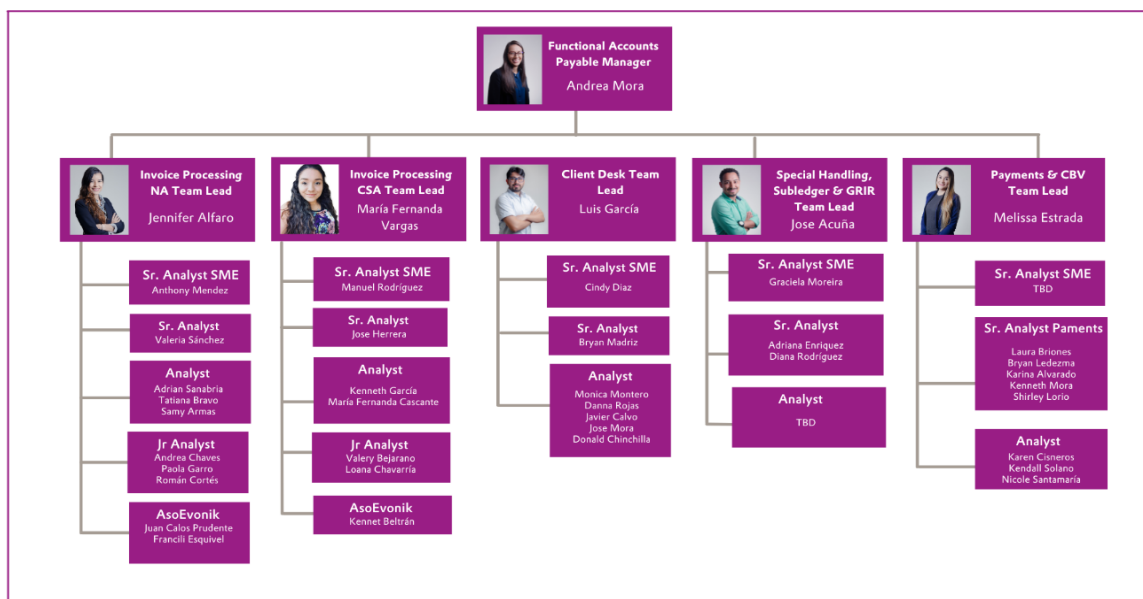 Functional Accounts
Payable Manager
Andrea Mora
Invoice Processing
NA Team Lead
Jennifer Alfaro
Sr. Analyst SME
Anthony Mendez
Sr. Analyst
Valeria Sánchez
Analyst
Adrian Sanabria
Tatiana Bravo
Samy Armas
Jr Analyst
Andrea Chaves
Paola Garro
Román Cortés
AsoEvonik
Juan Calos Prudente
Francili Esquivel
Invoice Processing
CSA Team Lead
María Fernanda
Vargas
Sr. Analyst SME
Manuel Rodríguez
Sr. Analyst
Jose Herrera
Analyst
Kenneth García
María Fernanda Cascante
Jr Analyst
Valery Bejarano
Loana Chavarría
AsoEvonik
Kennet Beltrán
Client Desk Team
Lead
Luis García
Sr. Analyst SME
Cindy Diaz
Sr. Analyst
Bryan Madriz
Analyst
Monica Montero
Danna Rojas
Javier Calvo
Jose Mora
Donald Chinchilla
Special Handling,
Subledger & GRIR
Team Lead
Jose Acuña
Sr. Analyst SME
Graciela Moreira
Sr. Analyst
Adriana Enriquez
Diana Rodríguez
Analyst
TBD
Payments & CBV
Team Lead
Melissa Estrada
Sr. Analyst SME
TBD
Sr. Analyst Paments
Laura Briones
Bryan Ledezma
Karina Alvarado
Kenneth Mora
Shirley Lorio
Analyst
Karen Cisneros
Kendall Solano
Nicole Santamaría